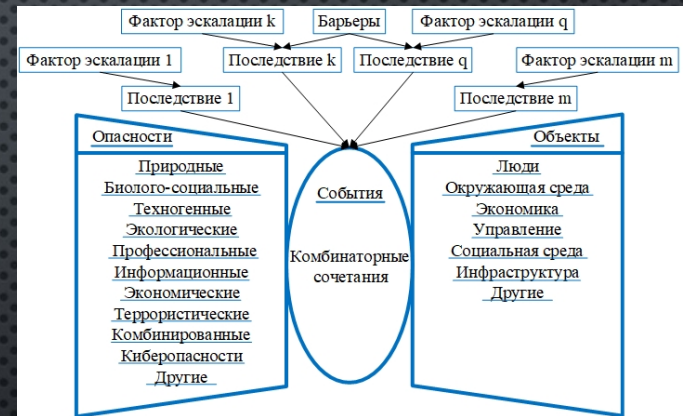 Фактор эскалации k
Барьеры
Фактор эскалации q
Фактор эскалации 1
Последствие k
Последствие q
Фактор эскалации m
Последствие 1
Последствие m
Опасности
Природные
Биолого-социальные
Техногенные
Экологические
Профессиональные
Информационные
Экономические
Террористические
Комбинированные
Киберопасности
Другие
События
Комбинаторные
сочетания
Объекты
Люди
Окружающая среда
Экономика
Управление
Социальная среда
Инфраструктура
Другие